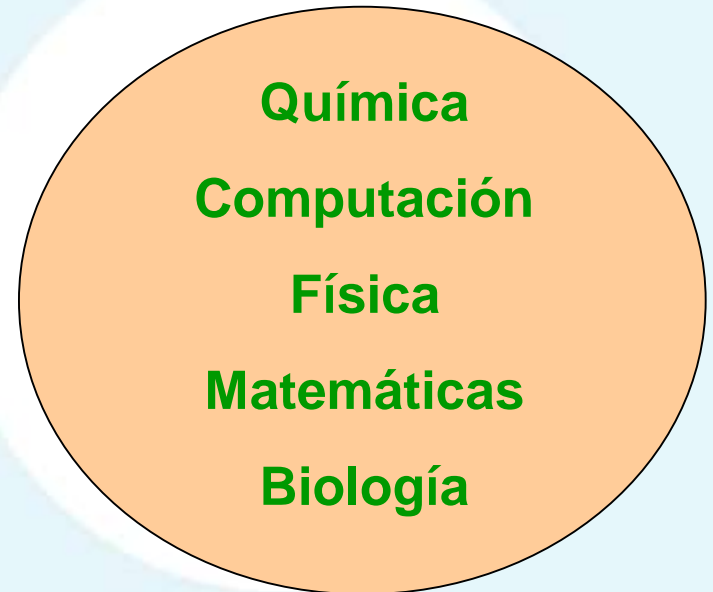 Química
Computación
Física
Matemáticas
Biología